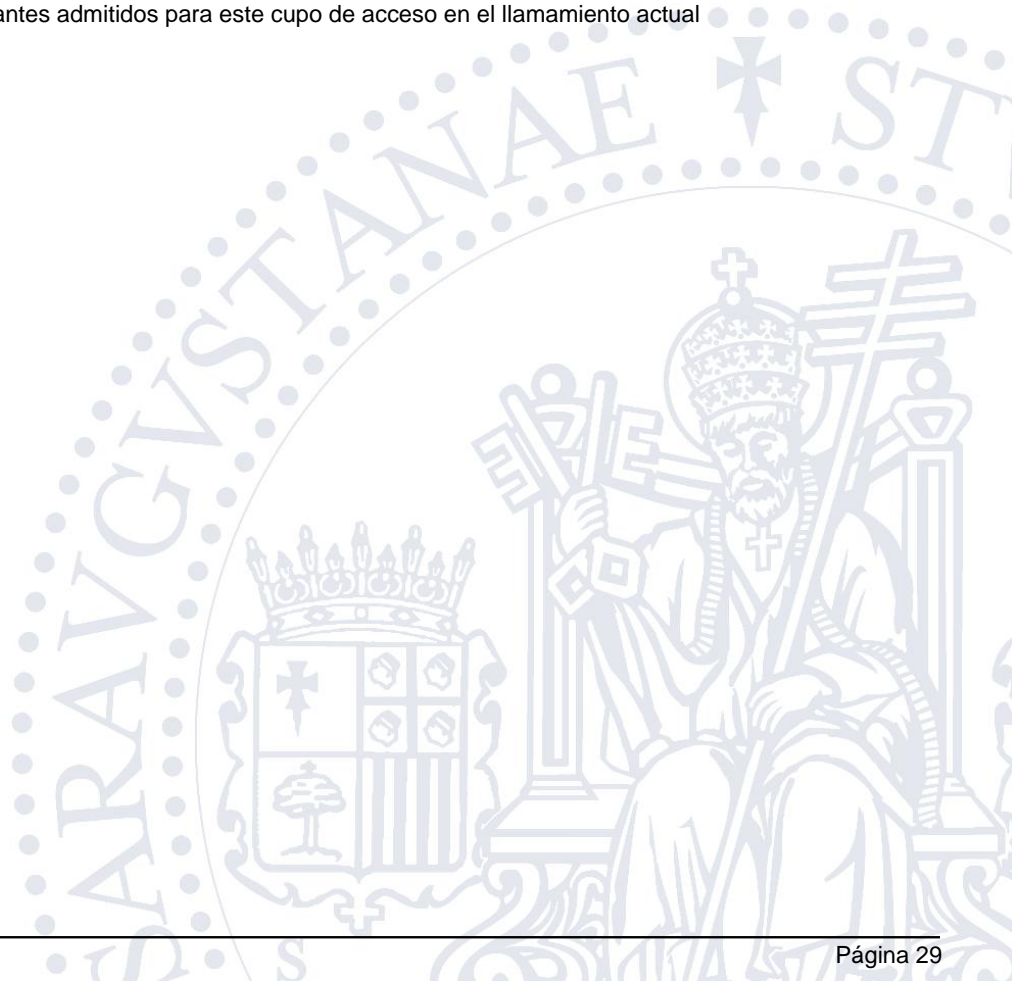 antes admitidos para este cupo de acceso en el llamamiento actual
ARAVGVSTANAE ST
S
Página 29